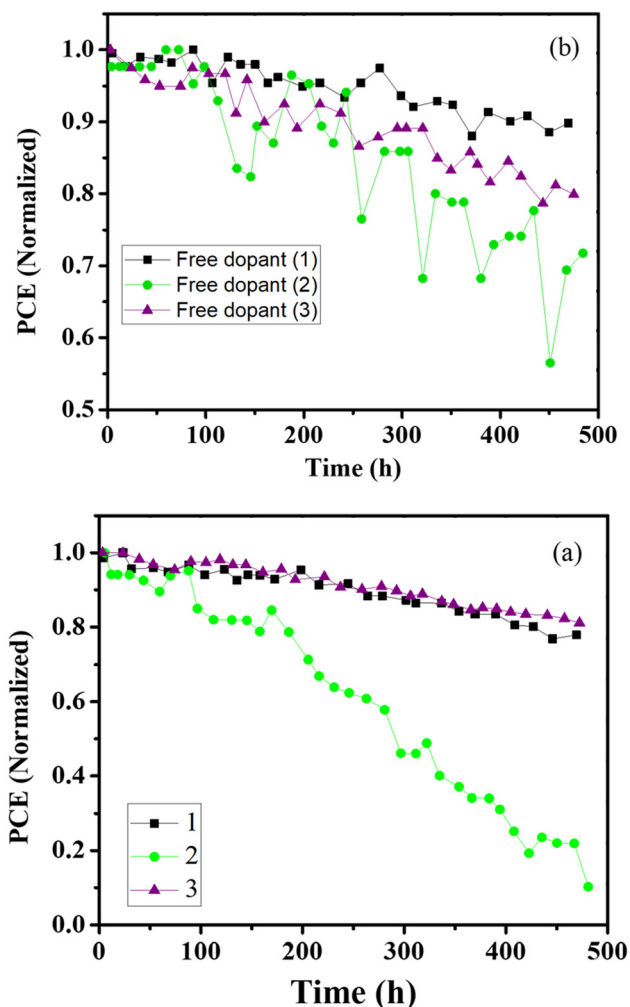 (b)
PCE (Normalized)
1.0
0.9
0.8
0.7
0.6
0.5
Free dopant (1)
Free dopant (2)
Free dopant (3)
0 100 200 300 400 500
Time (h)
(a)
PCE (Normalized)
1.0
0.8
0.6
0.4
0.2
0.0
1
2
3
0 100 200 300 400 500
Time (h)